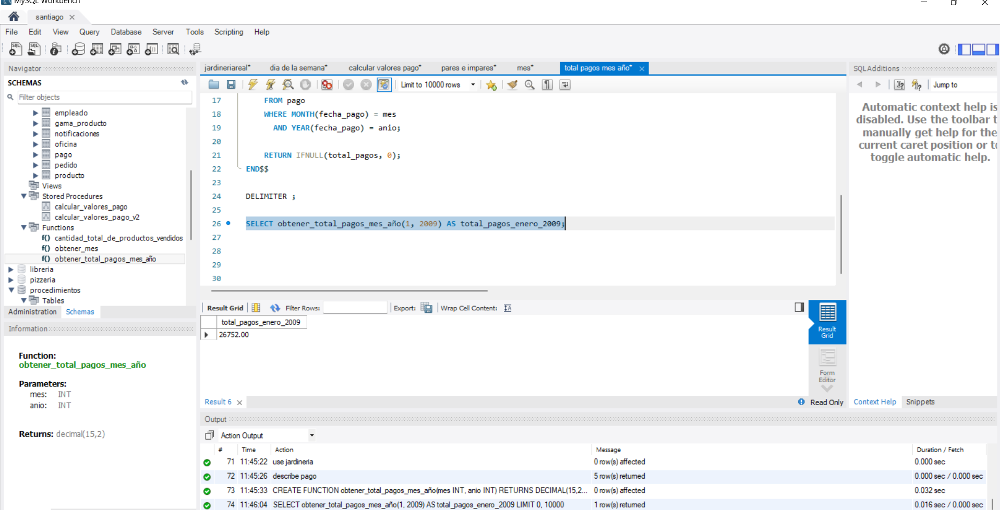 MySQL Workbench
santiago
File Edit View Query Database Server Tools Scripting Help
Navigator
SCHEMAS
Filter objects
empleado
gama_producto
notificaciones
oficina
pago
pedido
producto
Views
Stored Procedures
calcular_valores_pago
calcular_valores_pago_v2
Functions
f() cantidad_total_de_productos_vendidos
f() obtener_mes
f() obtener_total_pagos_mes_año
libreria
pizzeria
procedimientos
Tables
Administration Schemas
Information
Function:
obtener_total_pagos_mes_año
Parameters:
mes: INT
anio: INT
Returns: decimal(15,2)
jardineriareal* dia de la semana* calcular valores pago* pares e impares* mes* total pagos mes año*
Limit to 10000 rows
17 FROM pago
18 WHERE MONTH(fecha_pago) = mes
19 AND YEAR(fecha_pago) = anio;
20
21 RETURN IFNULL(total_pagos, 0);
22 END$$
23
24 DELIMITER ;
25
26 SELECT obtener_total_pagos_mes_año(1, 2009) AS total_pagos_enero_2009;
27
28
29
30
Result Grid Filter Rows: Export: Wrap Cell Content:
total_pagos_enero_2009
26752.00
Result Grid
Form Editor
Result 6
Read Only
SQLAdditions
Jump to
Automatic context help is
disabled. Use the toolbar t
manually get help for the
current caret position or to
toggle automatic help.
Context Help Snippets
Output
Action Output
# Time Action Message Duration / Fetch
71 11:45:22 use jardineria 0 row(s) affected 0.000 sec
72 11:45:26 describe pago 5 row(s) returned 0.000 sec / 0.000 sec
73 11:45:33 CREATE FUNCTION obtener_total_pagos_mes_año(mes INT, anio INT) RETURNS DECIMAL(15,2... 0 row(s) affected 0.032 sec
74 11:46:04 SELECT obtener_total_pagos_mes_año(1, 2009) AS total_pagos_enero_2009 LIMIT 0, 10000 1 row(s) returned 0.016 sec / 0.000 sec